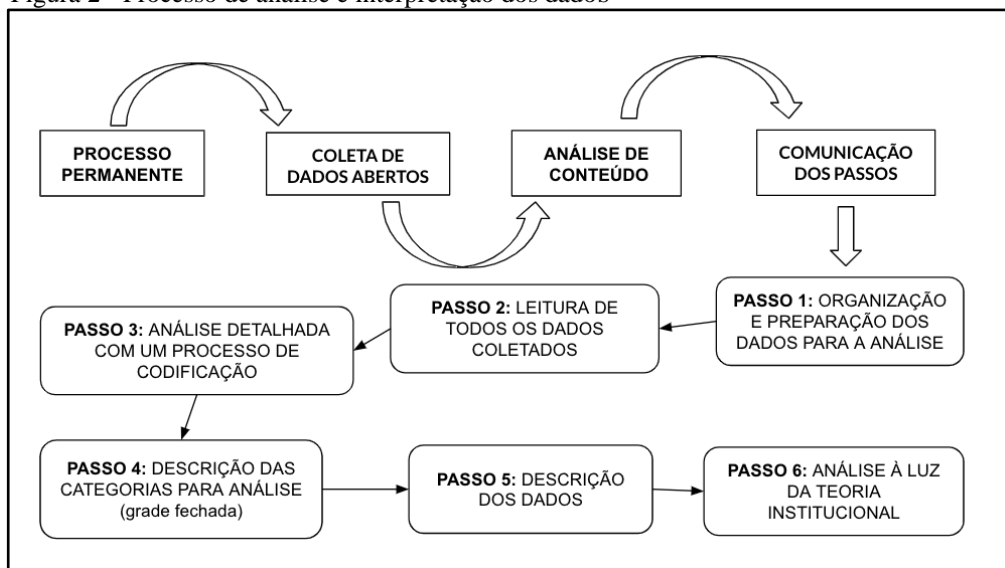 Figura 2 - Processo de análise e interpretação dos dados
PROCESSO
PERMANENTE
COLETA DE
DADOS ABERTOS
ANÁLISE DE
CONTEÚDO
COMUNICAÇÃO
DOS PASSOS
PASSO 1: ORGANIZAÇÃO
E PREPARAÇÃO DOS
DADOS PARA A ANÁLISE
PASSO 2: LEITURA DE
TODOS OS DADOS
COLETADOS
PASSO 3: ANÁLISE DETALHADA
COM UM PROCESSO DE
CODIFICAÇÃO
PASSO 4: DESCRIÇÃO DAS
CATEGORIAS PARA ANÁLISE
(grade fechada)
PASSO 5: DESCRIÇÃO
DOS DADOS
PASSO 6: ANÁLISE À LUZ
DA TEORIA
INSTITUCIONAL